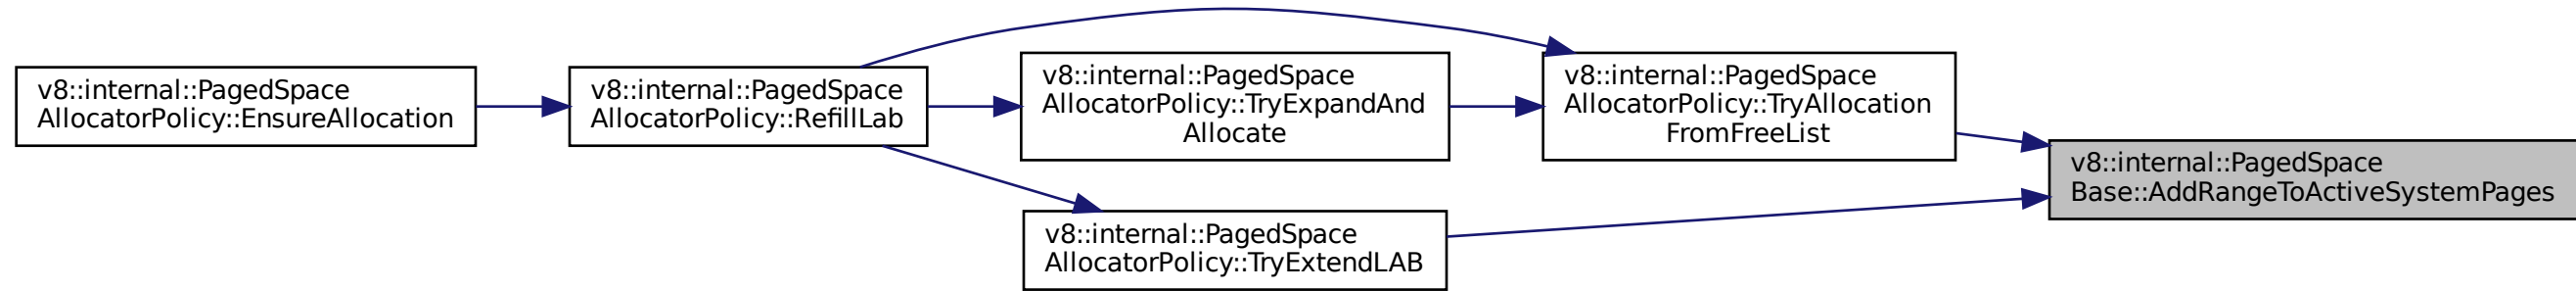 v8::internal::PagedSpace
AllocatorPolicy::EnsureAllocation
v8::internal::PagedSpace
AllocatorPolicy::RefillLab
v8::internal::PagedSpace
AllocatorPolicy::TryExpandAnd
Allocate
v8::internal::PagedSpace
AllocatorPolicy::TryExtendLAB
v8::internal::PagedSpace
AllocatorPolicy::TryAllocation
FromFreeList
v8::internal::PagedSpace
Base::AddRangeToActiveSystemPages